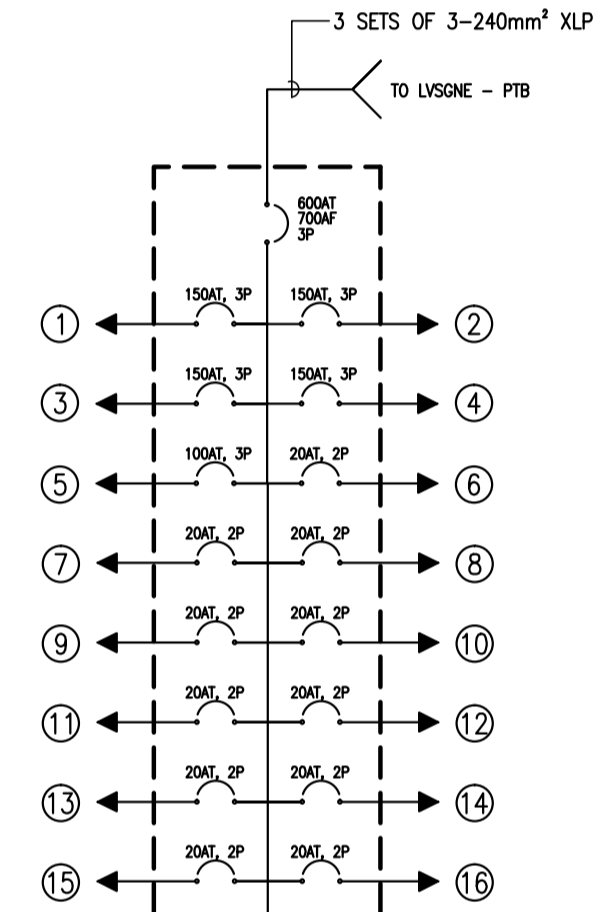 3 SETS OF 3-240mm² XLP
TO LVSGNE - PTB
600AT
700AF
3P
150AT, 3P 150AT, 3P
1 2
150AT, 3P 150AT, 3P
3 4
100AT, 3P 20AT, 2P
5 6
20AT, 2P 20AT, 2P
7 8
20AT, 2P 20AT, 2P
9 10
20AT, 2P 20AT, 2P
11 12
20AT, 2P 20AT, 2P
13 14
20AT, 2P 20AT, 2P
15 16